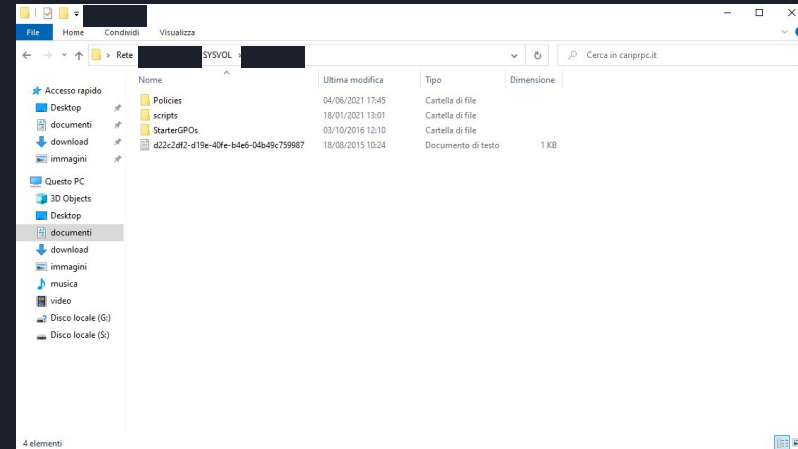 File Home Condividi Visualizza
Rete SYSVOL Cerca in cariprpc.it
Nome Ultima modifica Tipo Dimensione
Accesso rapido
Desktop
documenti
download
immagini
Questo PC
3D Objects
Desktop
documenti
download
immagini
musica
video
Disco locale (G:)
Disco locale (S:)
Policies 04/06/2021 17:45 Cartella di file
scripts 18/01/2021 13:01 Cartella di file
StarterGPOs 03/10/2016 12:10 Cartella di file
d22c2df2-d19e-40fe-b4e6-04b49c759987 18/08/2015 10:24 Documento di testo 1 KB
4 elementi